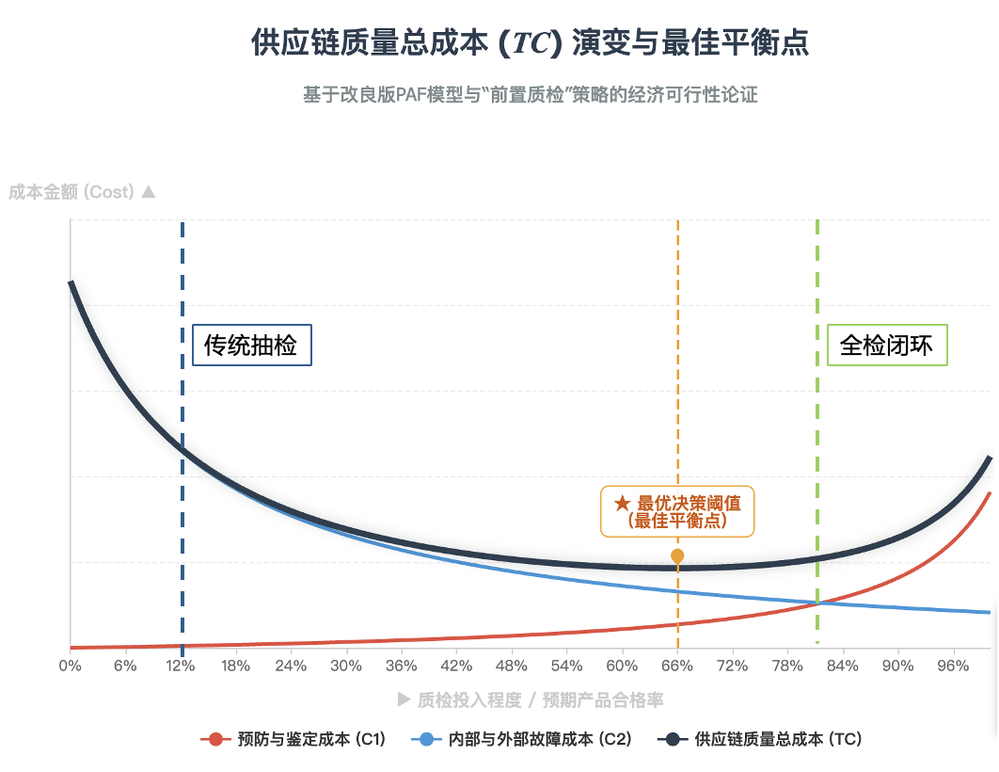 供应链质量总成本 (TC) 演变与最佳平衡点
基于改良版PAF模型与“前置质检”策略的经济可行性论证
成本金额 (Cost) ▲
传统抽检
全检闭环
★ 最优决策阈值
（最佳平衡点）
0% 6% 12% 18% 24% 30% 36% 42% 48% 54% 60% 66% 72% 78% 84% 90% 96%
▶ 质检投入程度 / 预期产品合格率
预防与鉴定成本 (C1) 内部与外部故障成本 (C2) 供应链质量总成本 (TC)